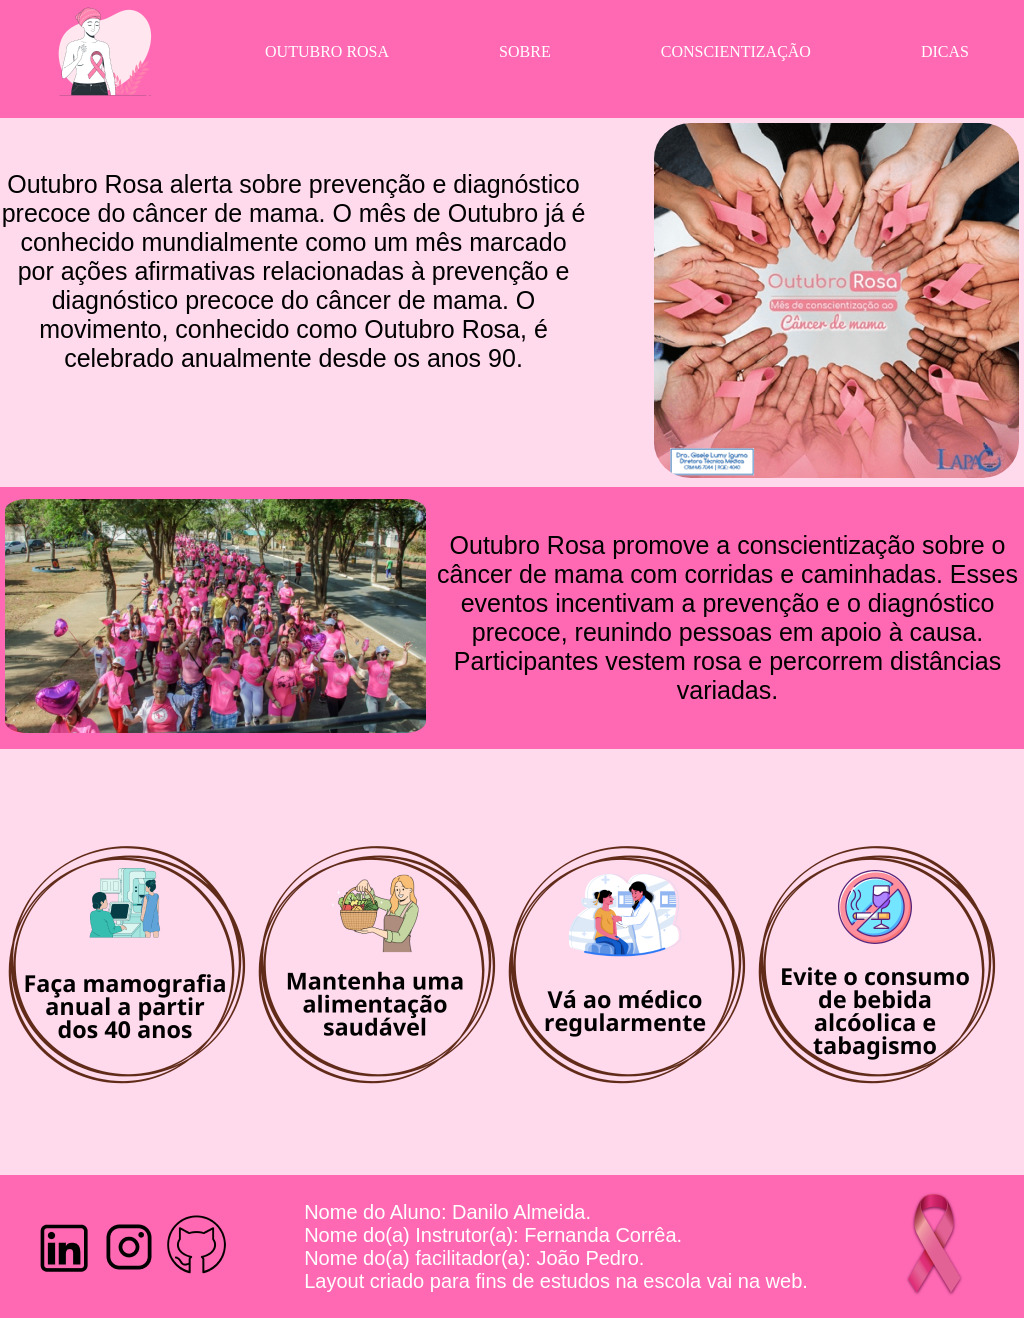 OUTUBRO ROSA
SOBRE
CONSCIENTIZAÇÃO
DICAS
Outubro Rosa alerta sobre prevenção e diagnóstico
precoce do câncer de mama. O mês de Outubro já é
conhecido mundialmente como um mês marcado
por ações afirmativas relacionadas à prevenção e
diagnóstico precoce do câncer de mama. O
movimento, conhecido como Outubro Rosa, é
celebrado anualmente desde os anos 90.
Outubro Rosa
Mês de conscientização ao
Câncer de mama
Dra. Gisele Lumy Iguma
Diretora Técnica Médica
CRM-MS 7044 | RQE: 4040
LAPAC
Outubro Rosa promove a conscientização sobre o
câncer de mama com corridas e caminhadas. Esses
eventos incentivam a prevenção e o diagnóstico
precoce, reunindo pessoas em apoio à causa.
Participantes vestem rosa e percorrem distâncias
variadas.
Faça mamografia
anual a partir
dos 40 anos
Mantenha uma
alimentação
saudável
Vá ao médico
regularmente
Evite o consumo
de bebida
alcóolica e
tabagismo
in
Nome do Aluno: Danilo Almeida.
Nome do(a) Instrutor(a): Fernanda Corrêa.
Nome do(a) facilitador(a): João Pedro.
Layout criado para fins de estudos na escola vai na web.